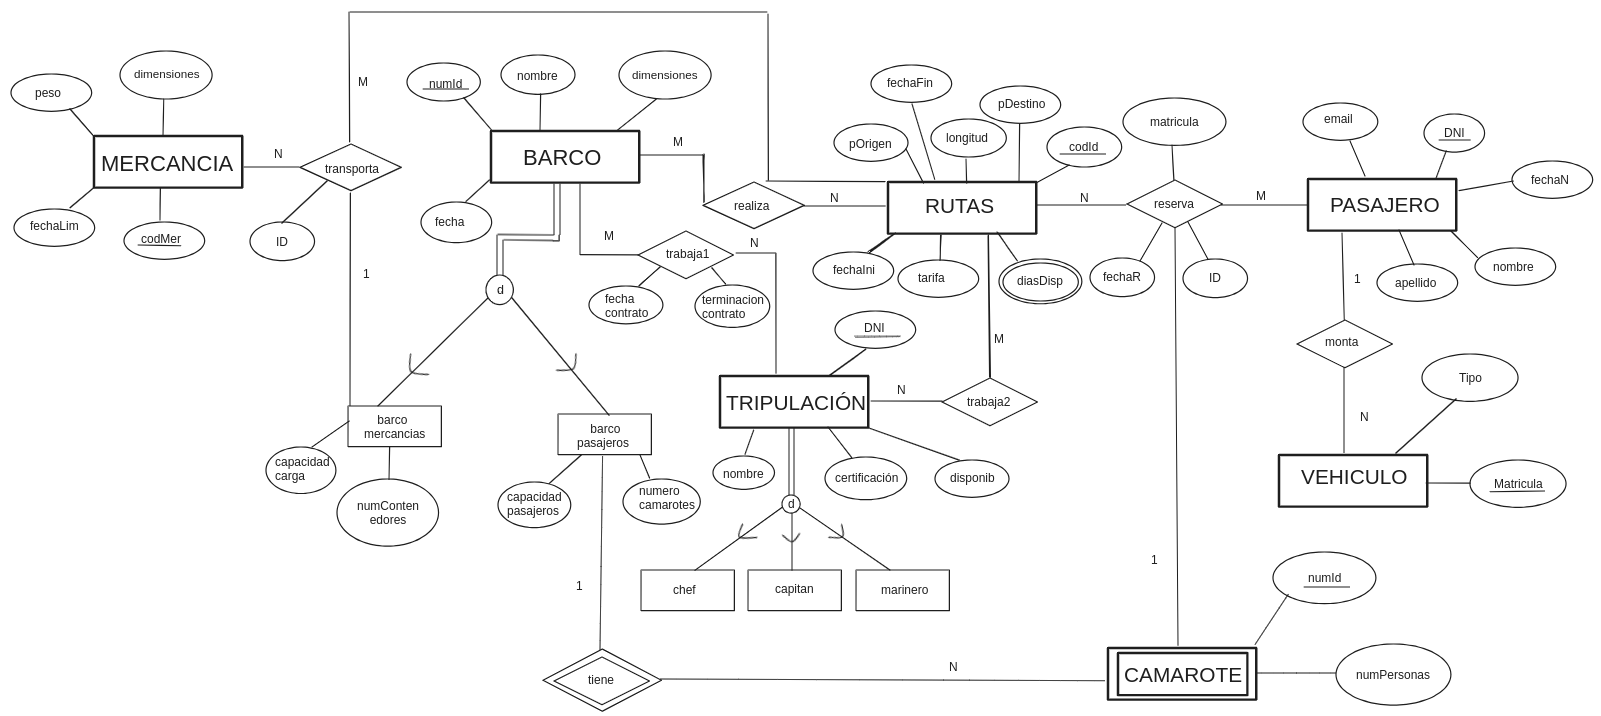 MERCANCIA
peso
dimensiones
fechaLim
codMer
N
transporta
ID
M
1
BARCO
numId
nombre
dimensiones
fecha
M
realiza
N
M
trabaja1
N
fecha
contrato
terminacion
contrato
d
barco
mercancias
capacidad
carga
numConten
edores
barco
pasajeros
capacidad
pasajeros
numero
camarotes
1
tiene
N
RUTAS
fechaFin
pDestino
pOrigen
longitud
codId
fechaIni
tarifa
diasDisp
M
trabaja2
N
TRIPULACIÓN
DNI
nombre
certificación
disponib
d
chef
capitan
marinero
N
reserva
M
matricula
fechaR
ID
1
PASAJERO
email
DNI
fechaN
nombre
apellido
1
monta
N
VEHICULO
Tipo
Matricula
CAMAROTE
numId
numPersonas